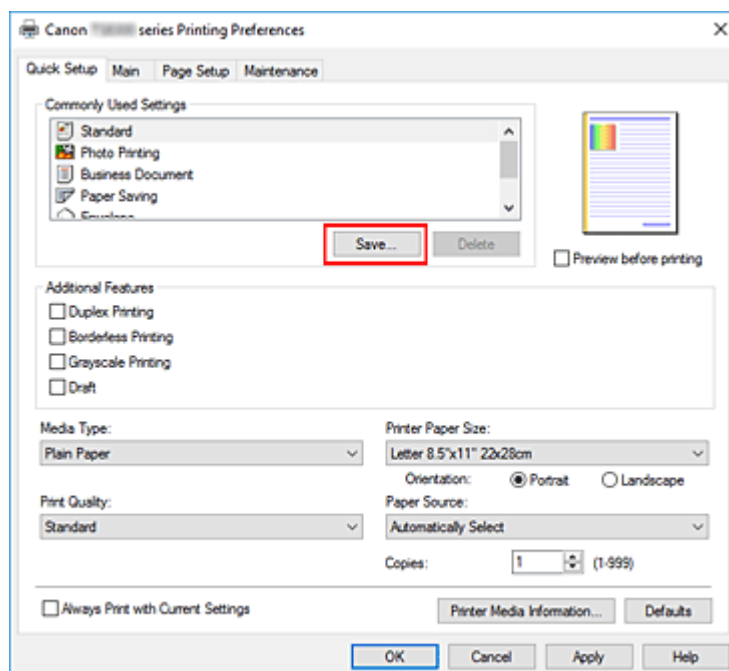 Canon series Printing Preferences
Quick Setup Main Page Setup Maintenance
Commonly Used Settings
Standard
Photo Printing
Business Document
Paper Saving
Envelope
Save... Delete
Preview before printing
Additional Features
Duplex Printing
Borderless Printing
Grayscale Printing
Draft
Media Type: Printer Paper Size:
Plain Paper Letter 8.5"x11" 22x28cm
Orientation: Portrait Landscape
Print Quality: Paper Source:
Standard Automatically Select
Copies: 1 (1-999)
Always Print with Current Settings Printer Media Information... Defaults
OK Cancel Apply Help